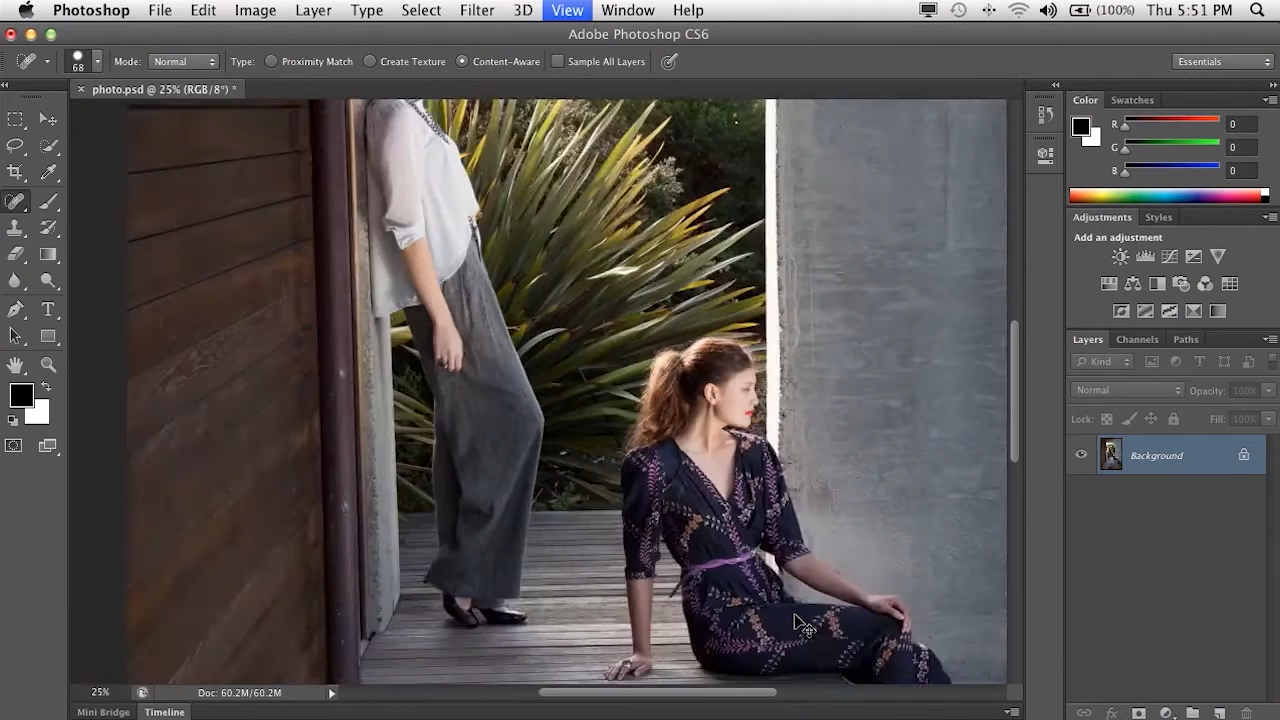 Photoshop File Edit Image Layer Type Select Filter 3D View Window Help (100%) Thu 5:51 PM
Adobe Photoshop CS6
68 Mode: Normal Type: Proximity Match Create Texture Content-Aware Sample All Layers Essentials
× photo.psd @ 25% (RGB/8*) *
Color Swatches
R 0
G 0
B 0
Adjustments Styles
Add an adjustment
Layers Channels Paths
Kind
Normal Opacity: 100%
Lock: Fill: 100%
Background
25% Doc: 60.2M/60.2M
Mini Bridge Timeline